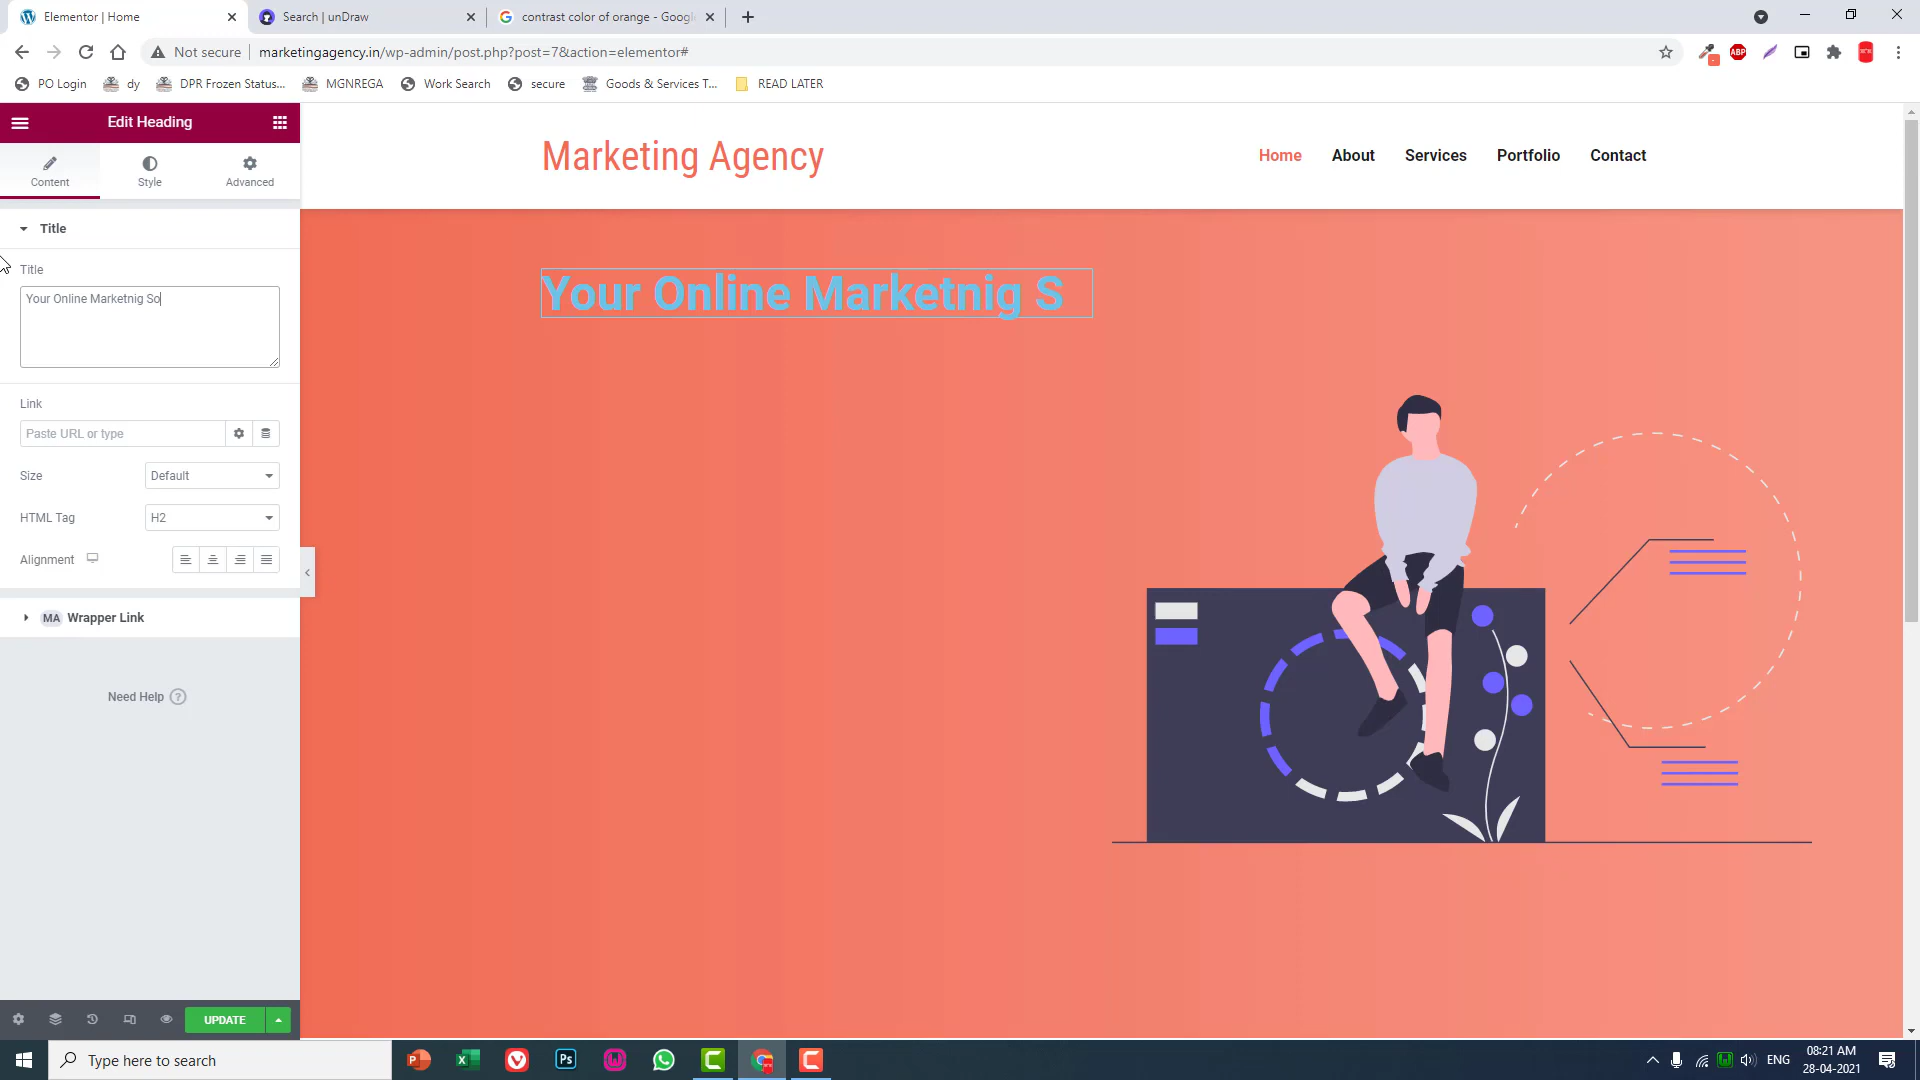 Elementor | Home
Search | unDraw
contrast color of orange - Google
Not secure
marketingagency.in/wp-admin/post.php?post=7&action=elementor#
ABP
PO Login
dy
DPR Frozen Status...
MGNREGA
Work Search
secure
Goods & Services T...
READ LATER
Edit Heading
Content
Style
Advanced
Title
Title
Your Online Marketnig So
Link
Paste URL or type
Size
Default
HTML Tag
H2
Alignment
MA Wrapper Link
Need Help ?
UPDATE
Marketing Agency
Home
About
Services
Portfolio
Contact
Your Online Marketnig S
Type here to search
Ps
ENG
08:21 AM
28-04-2021